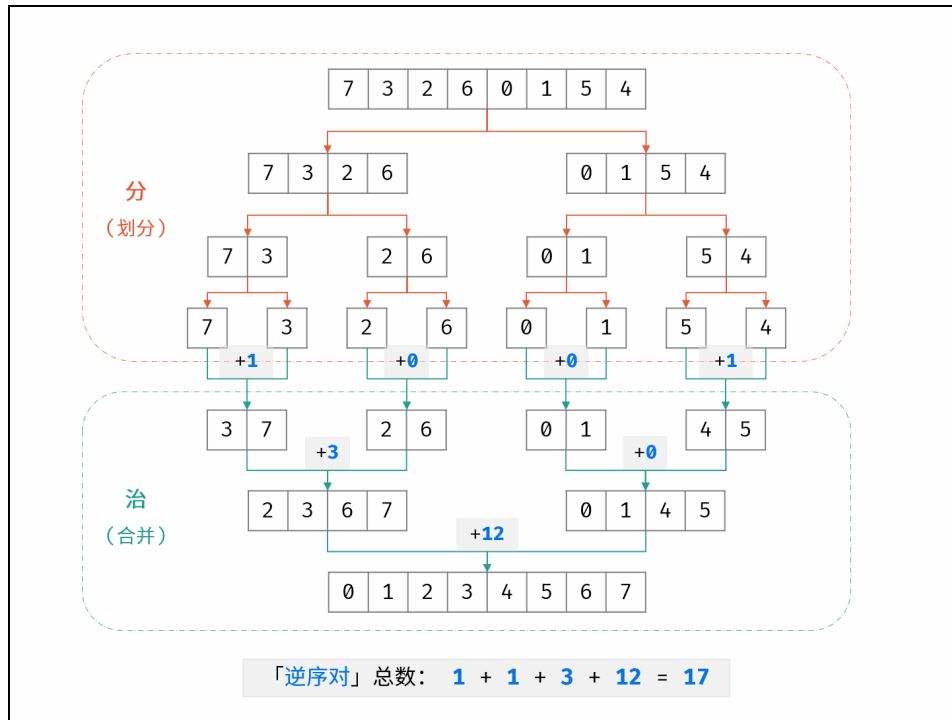 7 3 2 6 0 1 5 4
7 3 2 6 0 1 5 4
分
(划分)
7 3 2 6 0 1 5 4
7 3 2 6 0 1 5 4
+1 +0 +0 +1
3 7 2 6 0 1 4 5
+3 +0
治
(合并)
2 3 6 7 0 1 4 5
+12
0 1 2 3 4 5 6 7
「逆序对」总数： 1 + 1 + 3 + 12 = 17